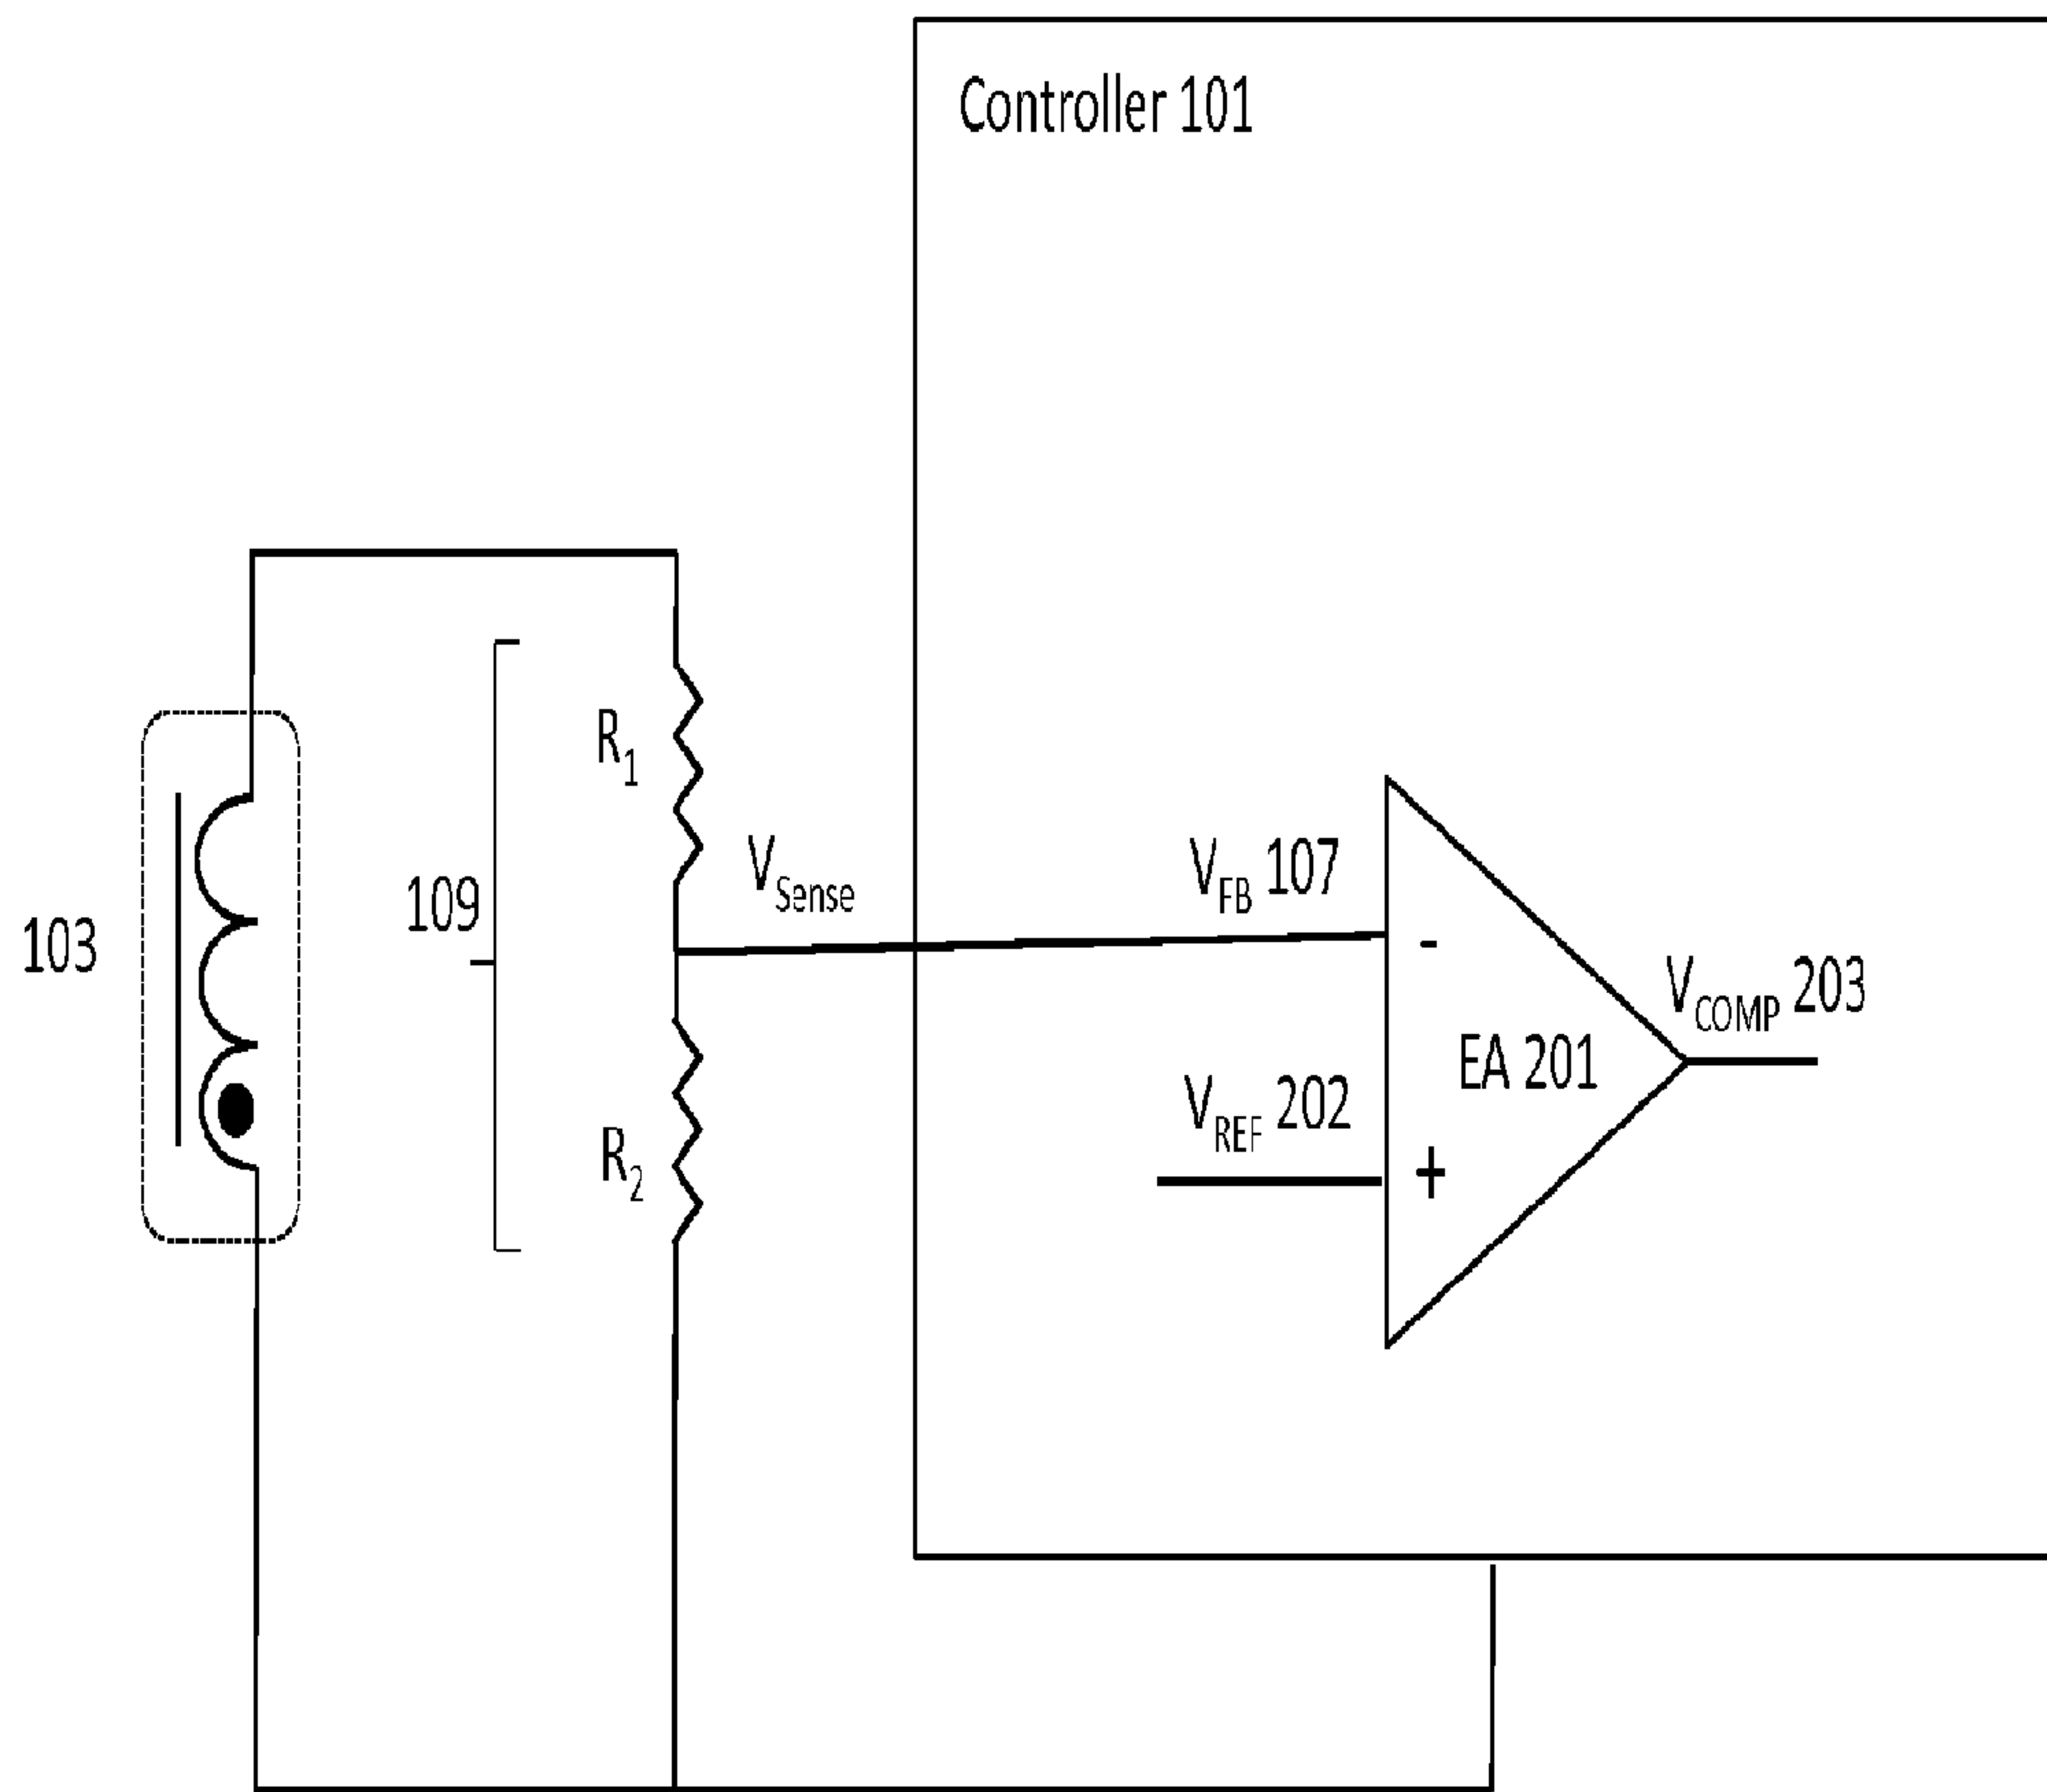 Controller 101
R1
109
VSense
VFB 107
103
-
VCOMP 203
EA 201
VREF 202
R2
+